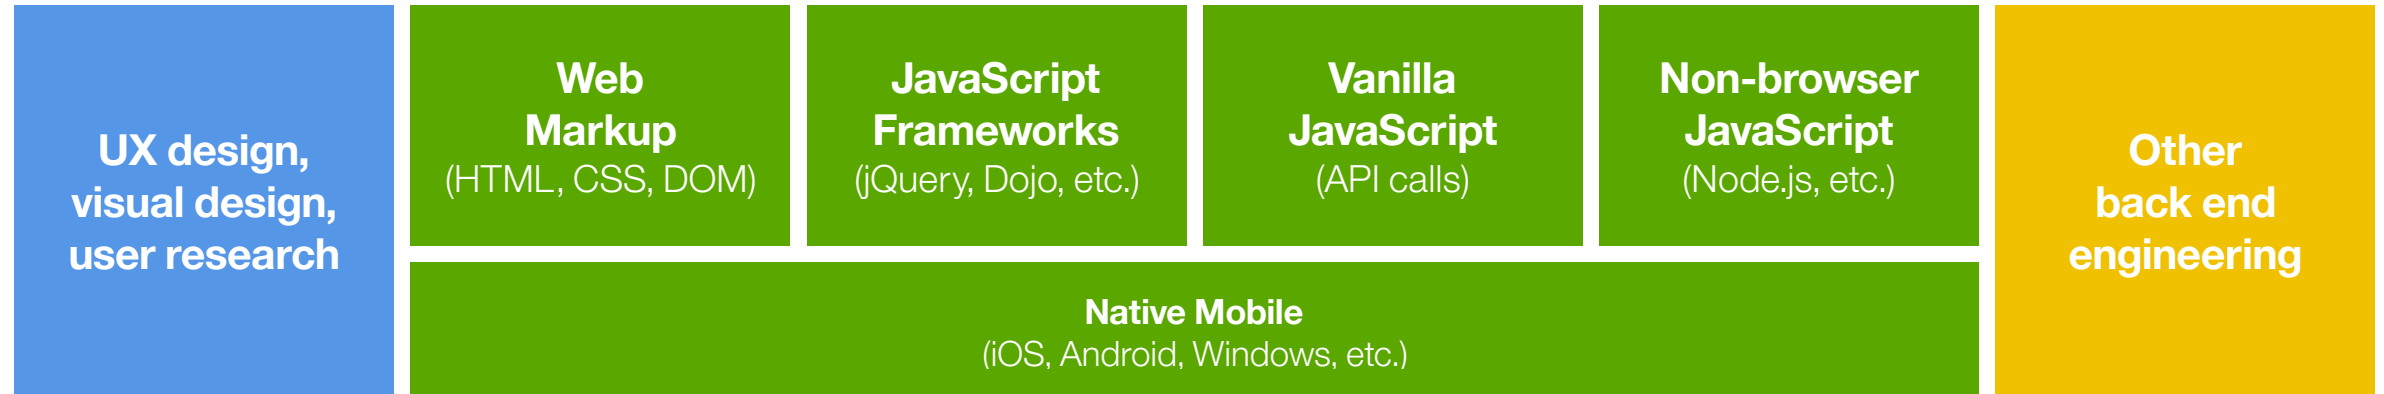 UX design,
visual design,
user research
Web
Markup
(HTML, CSS, DOM)
JavaScript
Frameworks
(jQuery, Dojo, etc.)
Vanilla
JavaScript
(API calls)
Non-browser
JavaScript
(Node.js, etc.)
Native Mobile
(iOS, Android, Windows, etc.)
Other
back end
engineering